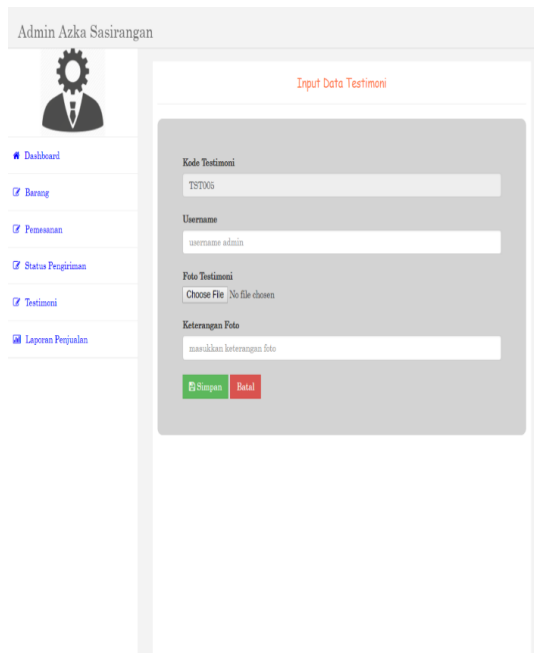 Admin Azka Sasirangan
Dashboard
Barang
Pemesanan
Status Pengiriman
Testimoni
Laporan Penjualan
Input Data Testimoni
Kode Testimoni
TST005
Username
username admin
Foto Testimoni
Choose File No file chosen
Keterangan Foto
masukkan keterangan foto
Simpan Batal